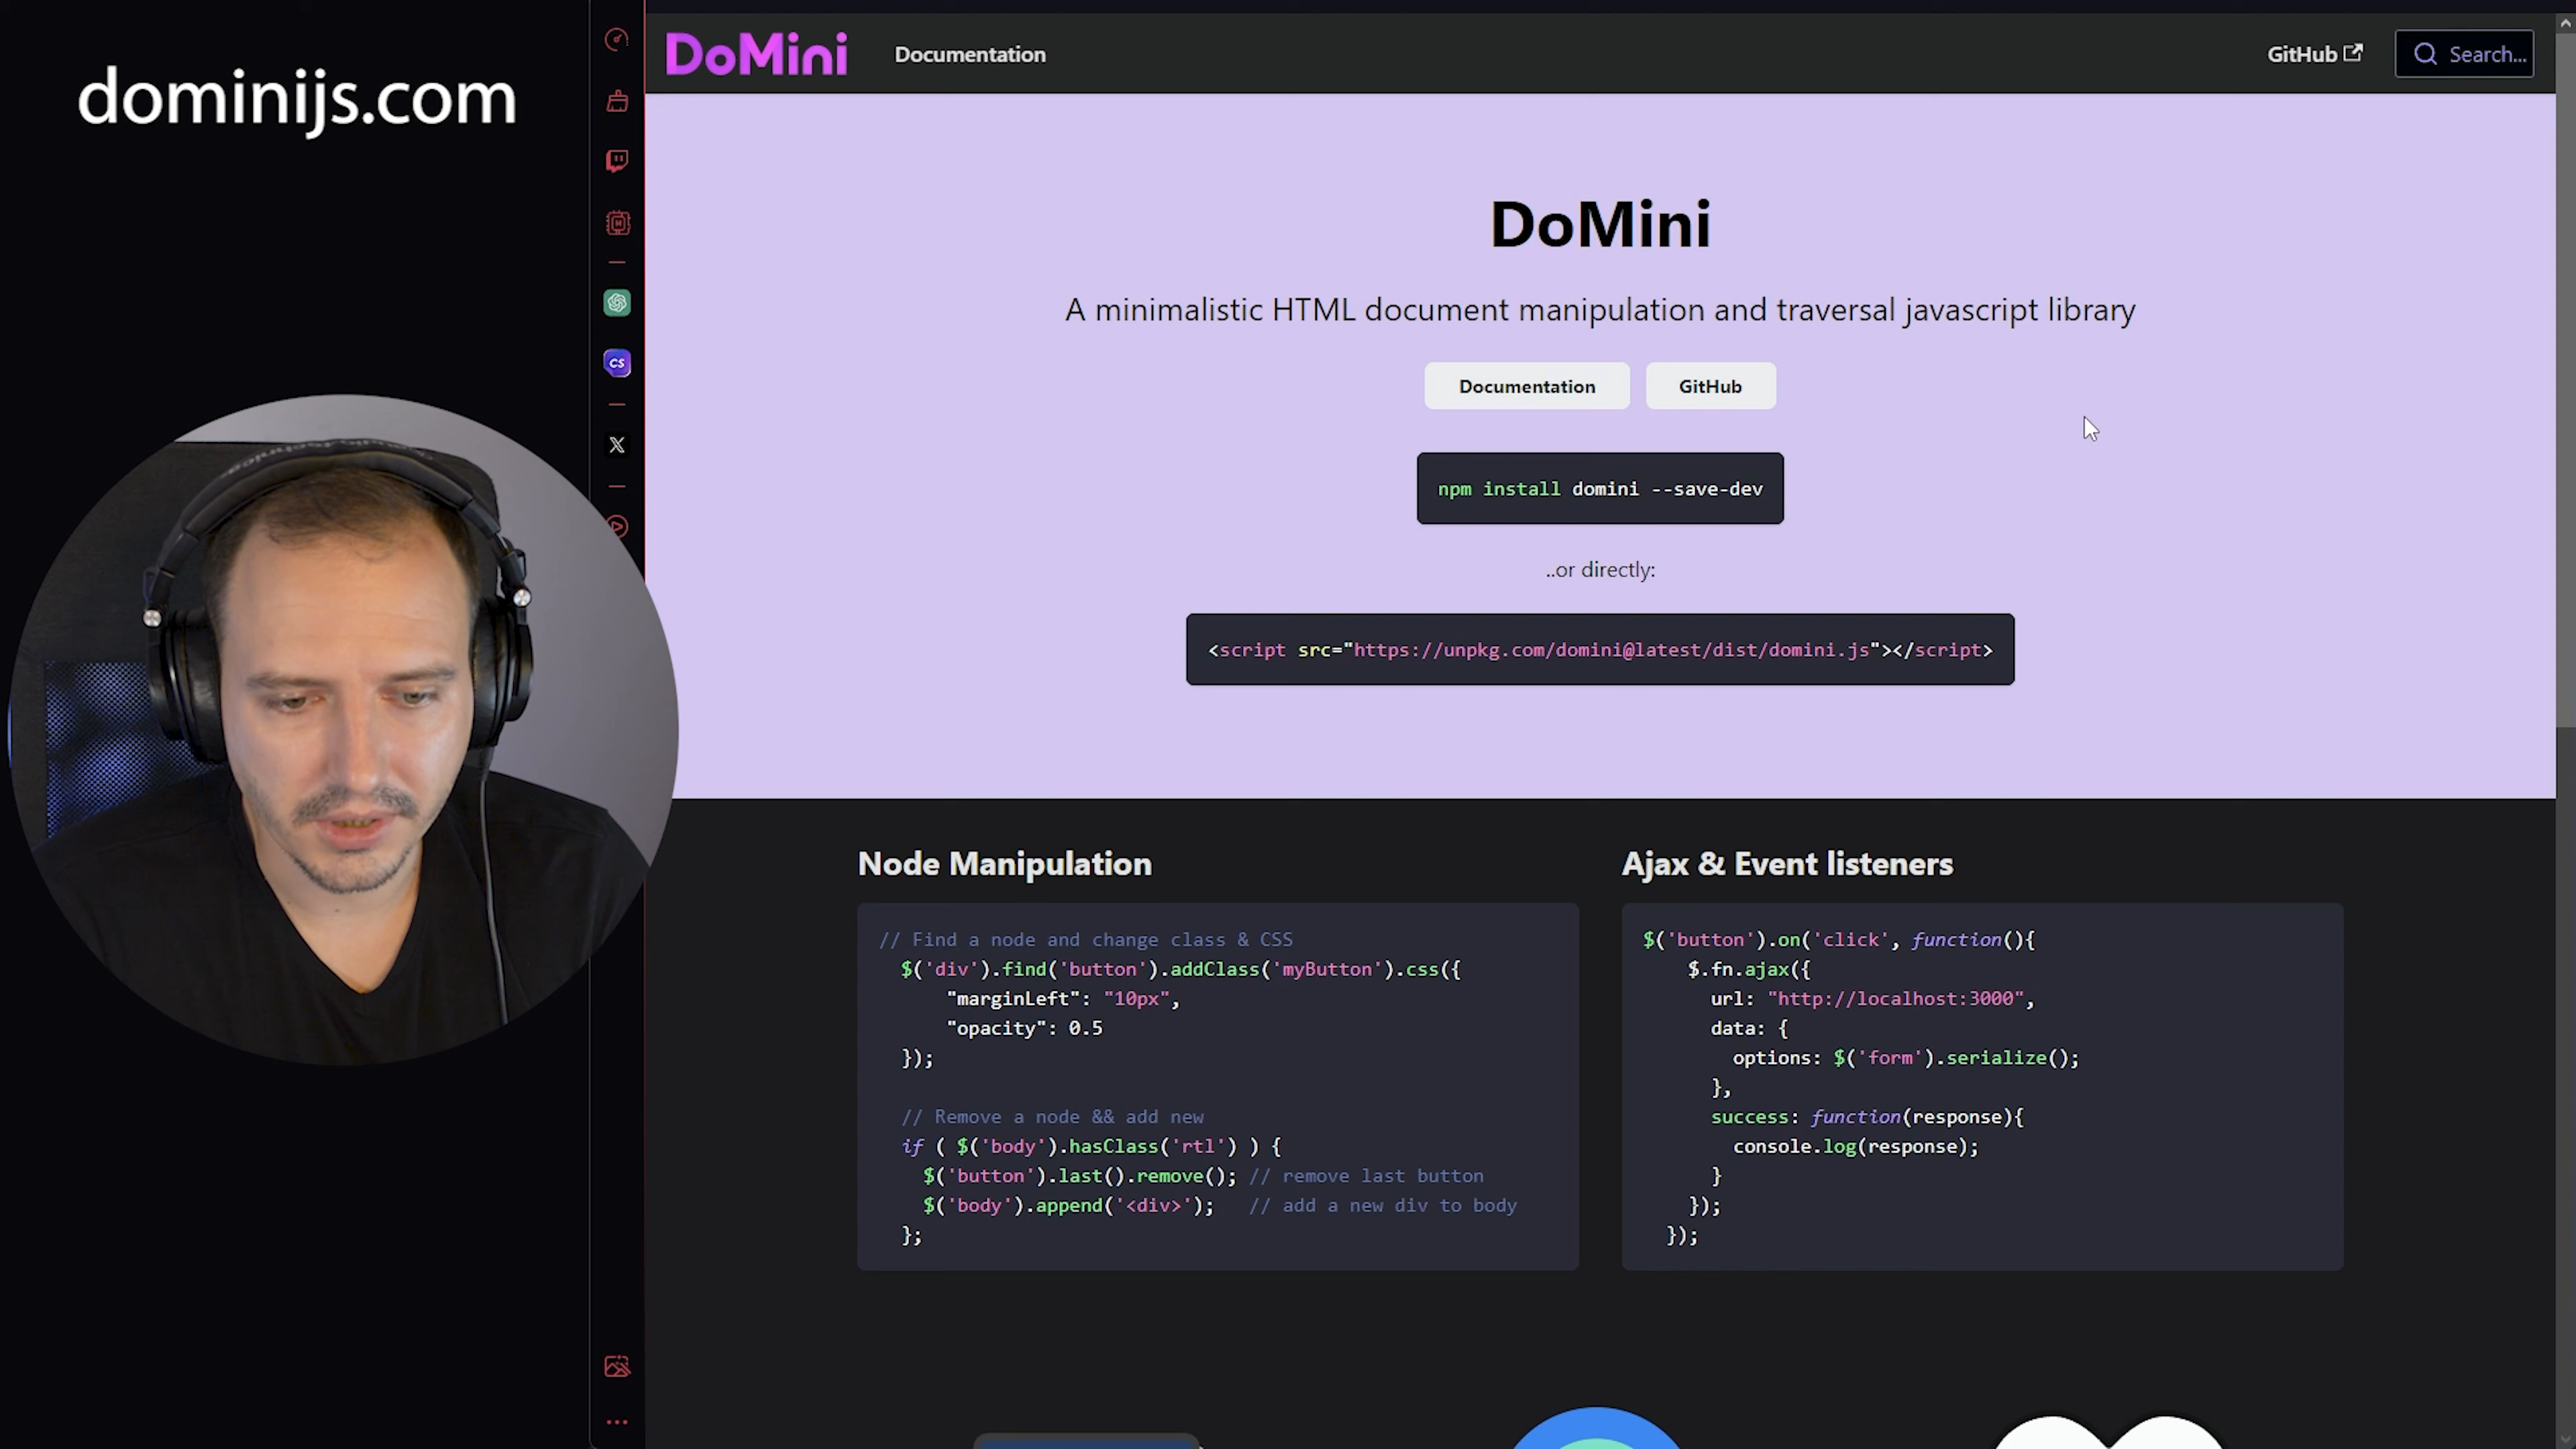 dominijs.com
DoMini
Documentation
GitHub
Search...
DoMini
A minimalistic HTML document manipulation and traversal javascript library
Documentation
GitHub
npm install domini --save-dev
..or directly:
<script src="https://unpkg.com/domini@latest/dist/domini.js"></script>
Node Manipulation
// Find a node and change class & CSS
$('div').find('button').addClass('myButton').css({
"marginLeft": "10px",
"opacity": 0.5
});
// Remove a node && add new
if ( $('body').hasClass('rtl') ) {
$('button').last().remove(); // remove last button
$('body').append('<div>'); // add a new div to body
};
Ajax & Event listeners
$('button').on('click', function(){
$.fn.ajax({
url: "http://localhost:3000",
data: {
options: $('form').serialize();
},
success: function(response){
console.log(response);
}
});
});
CS